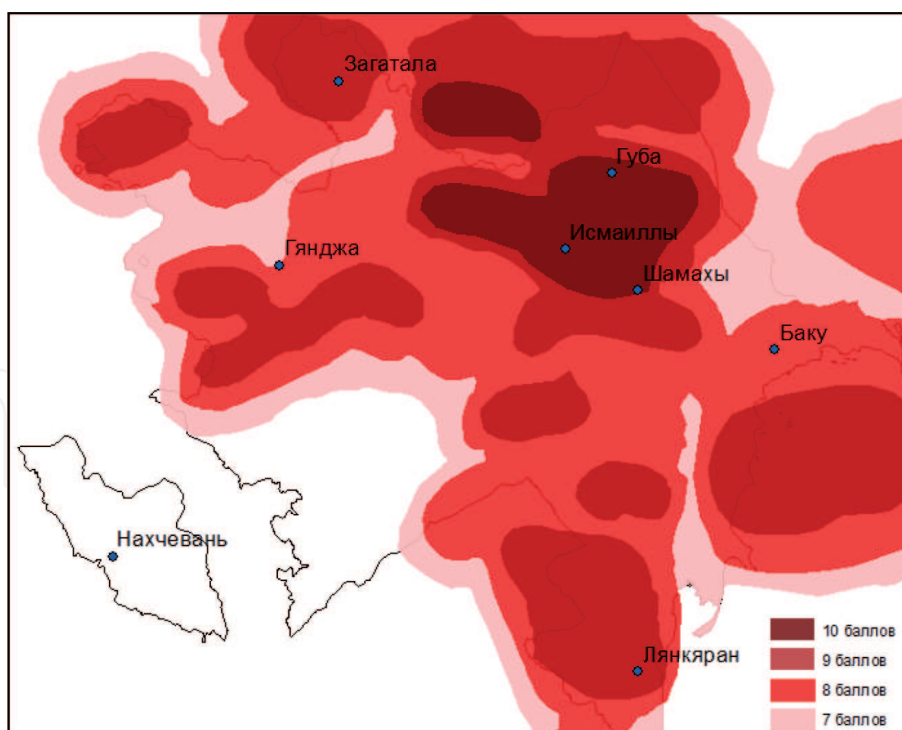 Загатала
Губа
Исмаиллы
Гянджа
Шамахы
Баку
Нахчевань
Лянкяран
10 баллов
9 баллов
8 баллов
7 баллов